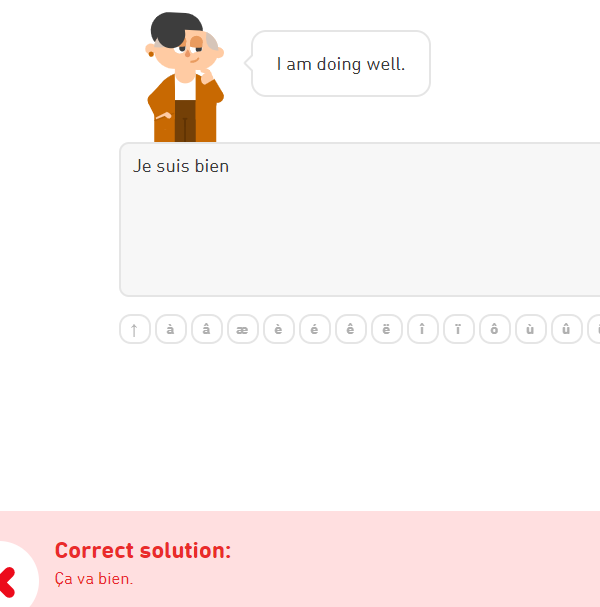 I am doing well.
Je suis bien
↑ à â æ è é ê ë î ï ô ù û
Correct solution:
Ça va bien.